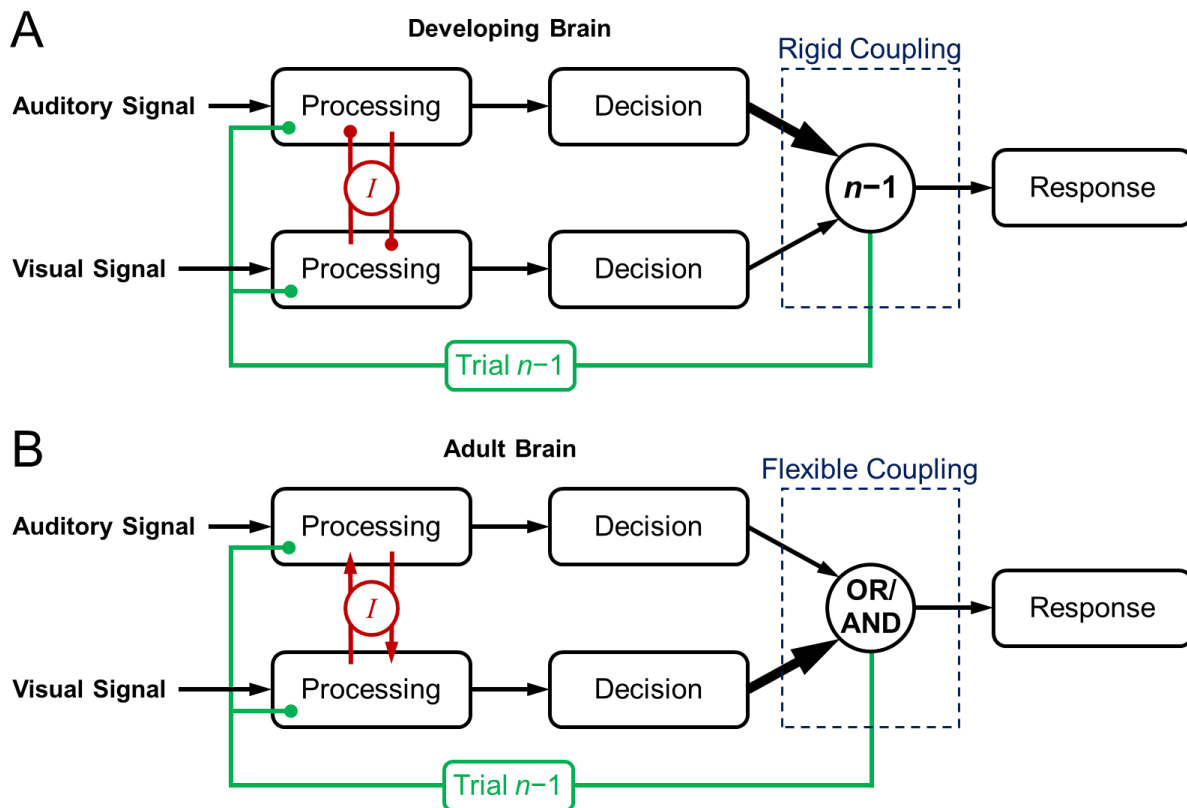 A
Developing Brain
Rigid Coupling
Auditory Signal
Processing
Decision
I
n−1
Response
Visual Signal
Processing
Decision
Trial n−1
B
Adult Brain
Flexible Coupling
Auditory Signal
Processing
Decision
I
OR/
AND
Response
Visual Signal
Processing
Decision
Trial n−1